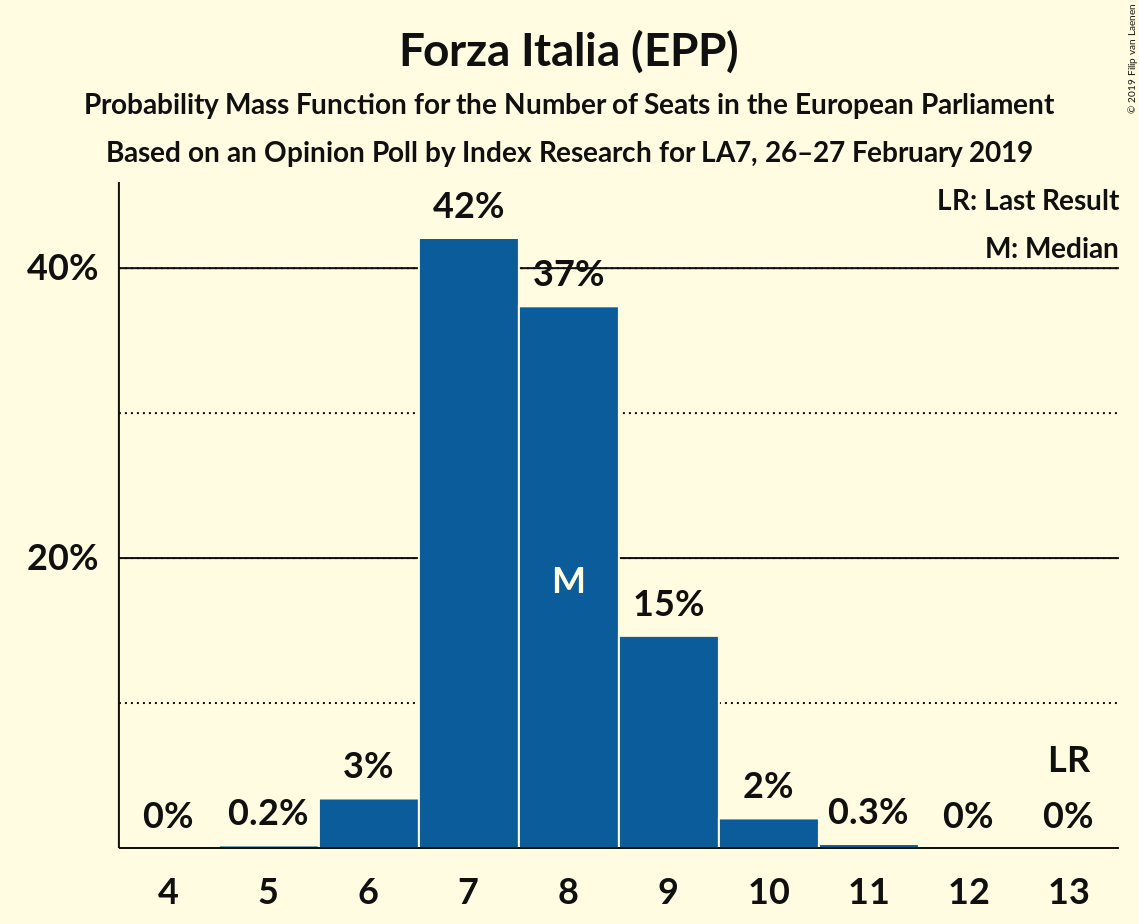 Forza Italia (EPP)
Probability Mass Function for the Number of Seats in the European Parliament
Based on an Opinion Poll by Index Research for LA7, 26–27 February 2019
© 2019 Filip van Laenen
LR: Last Result
M: Median
40%
20%
42%
37%
M
15%
3%
2%
LR
0%
0.2%
0.3%
0%
0%
4 5 6 7 8 9 10 11 12 13